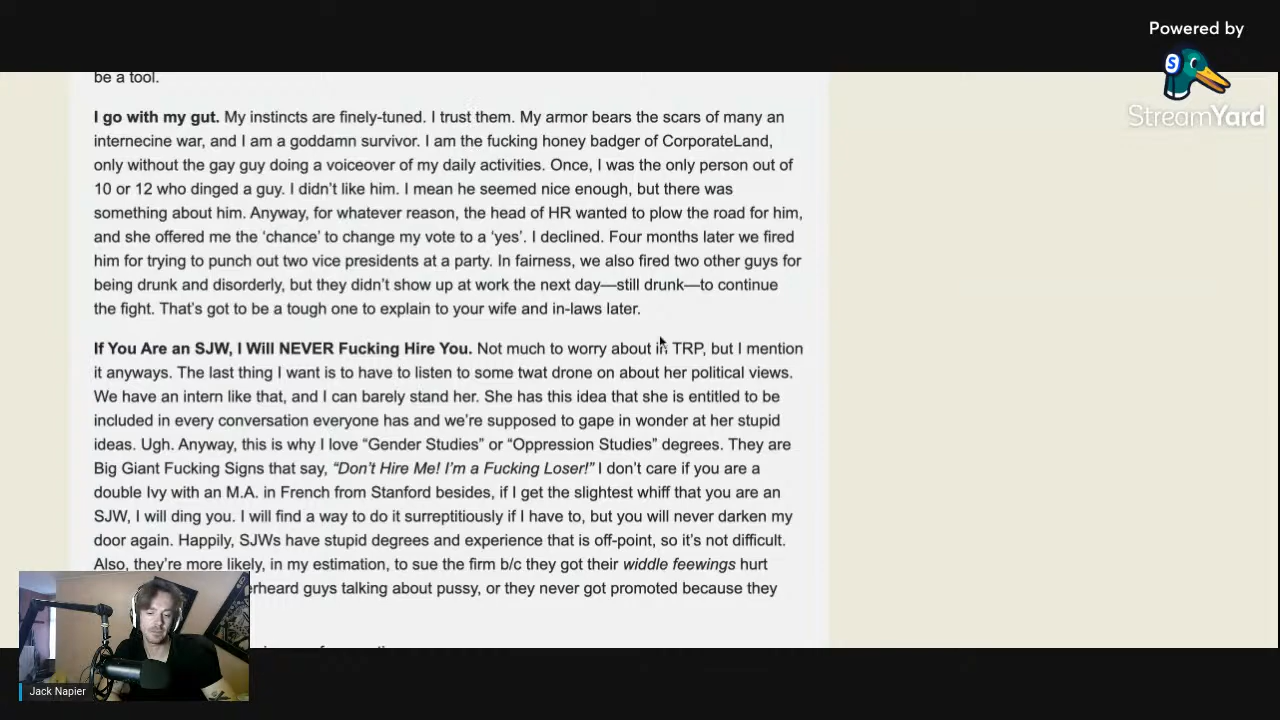 Powered by
StreamYard
be a tool.
I go with my gut. My instincts are finely-tuned. I trust them. My armor bears the scars of many an
internecine war, and I am a goddamn survivor. I am the fucking honey badger of CorporateLand,
only without the gay guy doing a voiceover of my daily activities. Once, I was the only person out of
10 or 12 who dinged a guy. I didn’t like him. I mean he seemed nice enough, but there was
something about him. Anyway, for whatever reason, the head of HR wanted to plow the road for him,
and she offered me the ‘chance’ to change my vote to a ‘yes’. I declined. Four months later we fired
him for trying to punch out two vice presidents at a party. In fairness, we also fired two other guys for
being drunk and disorderly, but they didn’t show up at work the next day—still drunk—to continue
the fight. That’s got to be a tough one to explain to your wife and in-laws later.
If You Are an SJW, I Will NEVER Fucking Hire You. Not much to worry about in TRP, but I mention
it anyways. The last thing I want is to have to listen to some twat drone on about her political views.
We have an intern like that, and I can barely stand her. She has this idea that she is entitled to be
included in every conversation everyone has and we’re supposed to gape in wonder at her stupid
ideas. Ugh. Anyway, this is why I love “Gender Studies” or “Oppression Studies” degrees. They are
Big Giant Fucking Signs that say, “Don’t Hire Me! I’m a Fucking Loser!” I don’t care if you are a
double Ivy with an M.A. in French from Stanford besides, if I get the slightest whiff that you are an
SJW, I will ding you. I will find a way to do it surreptitiously if I have to, but you will never darken my
door again. Happily, SJWs have stupid degrees and experience that is off-point, so it’s not difficult.
Also, they’re more likely, in my estimation, to sue the firm b/c they got their widdle feewings hurt
guys talking about pussy, or they never got promoted because they
Jack Napier